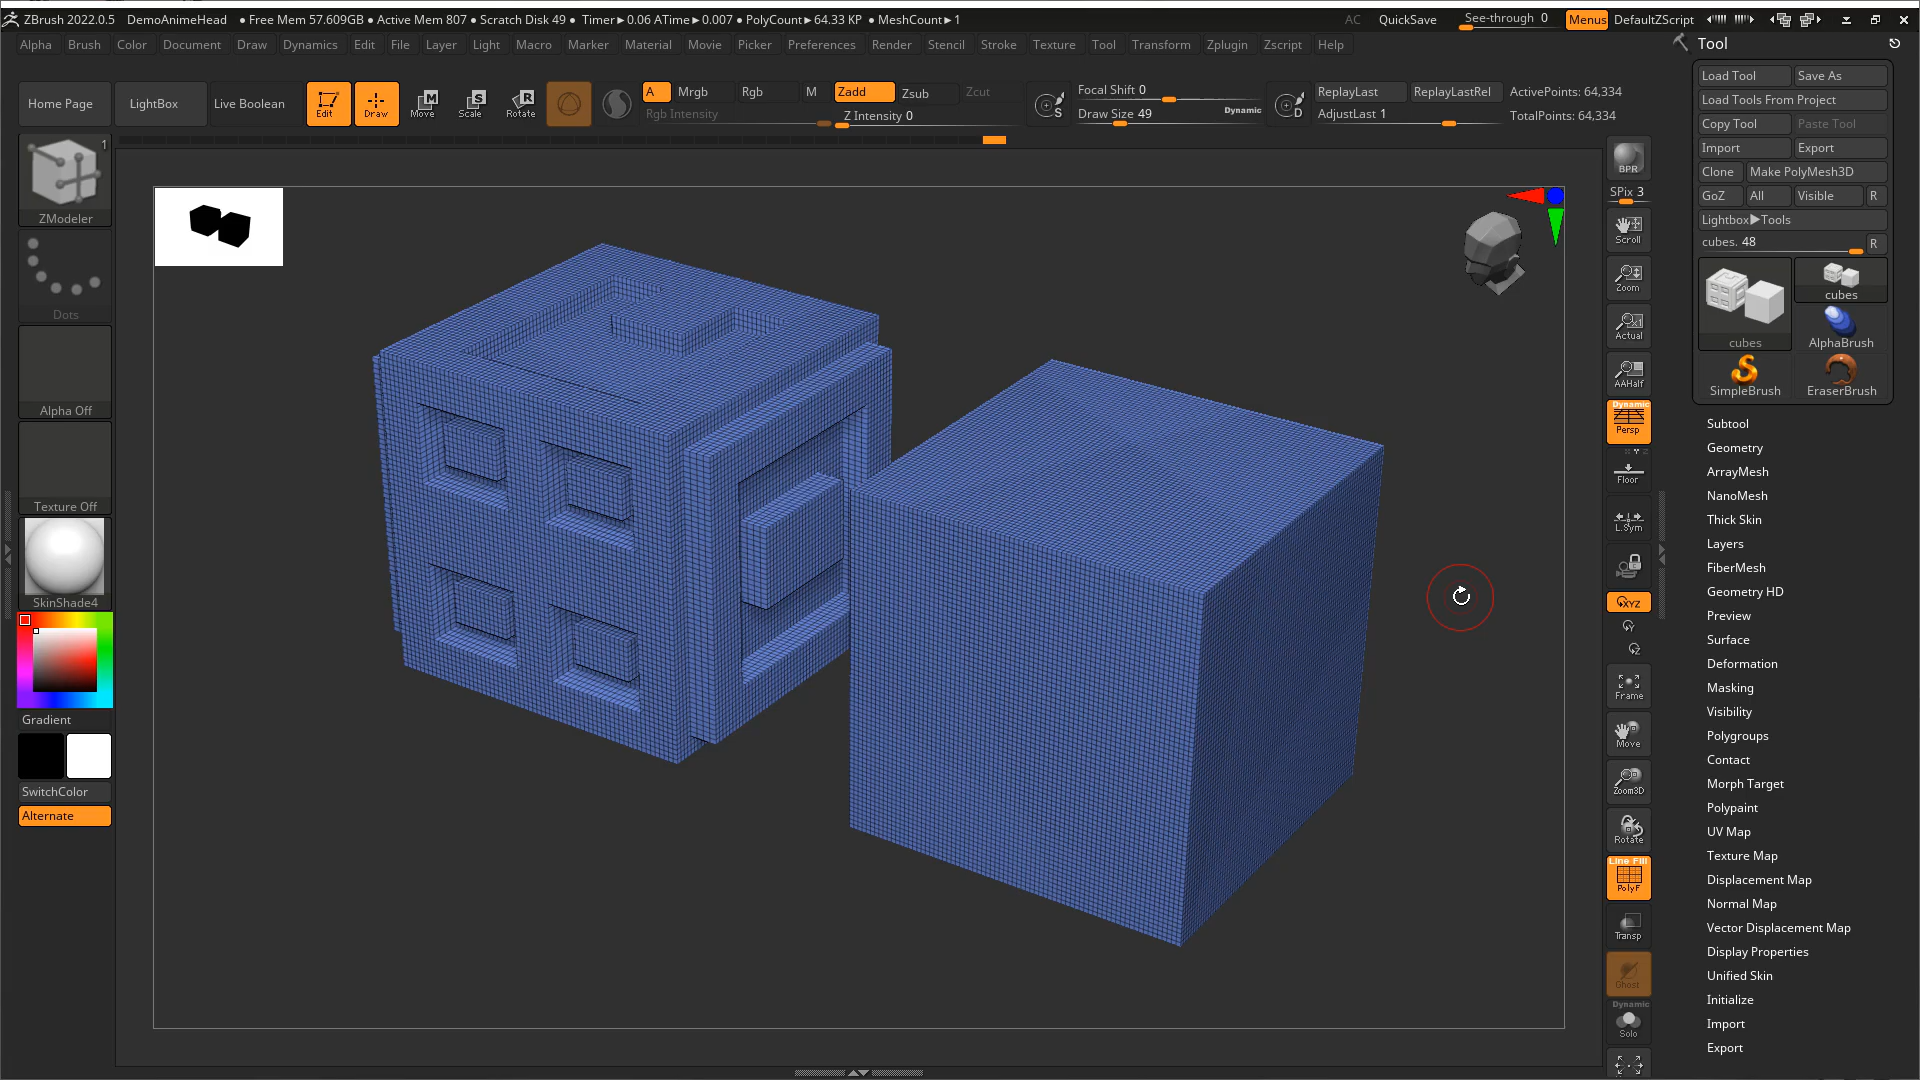 ZBrush 2022.0.5 DemoAnimeHead • Free Mem 57.609GB • Active Mem 807 • Scratch Disk 49 • Timer►0.06 ATime►0.007 • PolyCount►64.33 KP • MeshCount►1 AC QuickSave See-through 0 Menus DefaultZScript
Alpha Brush Color Document Draw Dynamics Edit File Layer Light Macro Marker Material Movie Picker Preferences Render Stencil Stroke Texture Tool Transform Zplugin Zscript Help
Home Page LightBox Live Boolean Edit Draw Move Scale Rotate
M S R
A Mrgb Rgb M Zadd Zsub Zcut
Rgb Intensity Z Intensity 0
S Focal Shift 0
Draw Size 49 Dynamic
D ReplayLast ReplayLastRel ActivePoints: 64,334
AdjustLast 1 TotalPoints: 64,334
1
ZModeler
Dots
Alpha Off
Texture Off
SkinShade4
Gradient
SwitchColor
Alternate
BPR
SPix 3
Scroll
Zoom
Actual
AAHalf
Dynamic
Persp
Floor
L.Sym
XYZ
Y
Z
Frame
Move
Zoom3D
Rotate
Line Fill
PolyF
Transp
Ghost
Dynamic
Solo
Tool
Load Tool Save As
Load Tools From Project
Copy Tool Paste Tool
Import Export
Clone Make PolyMesh3D
GoZ All Visible R
Lightbox►Tools
cubes. 48 R
cubes cubes
AlphaBrush
SimpleBrush EraserBrush
Subtool
Geometry
ArrayMesh
NanoMesh
Thick Skin
Layers
FiberMesh
Geometry HD
Preview
Surface
Deformation
Masking
Visibility
Polygroups
Contact
Morph Target
Polypaint
UV Map
Texture Map
Displacement Map
Normal Map
Vector Displacement Map
Display Properties
Unified Skin
Initialize
Import
Export